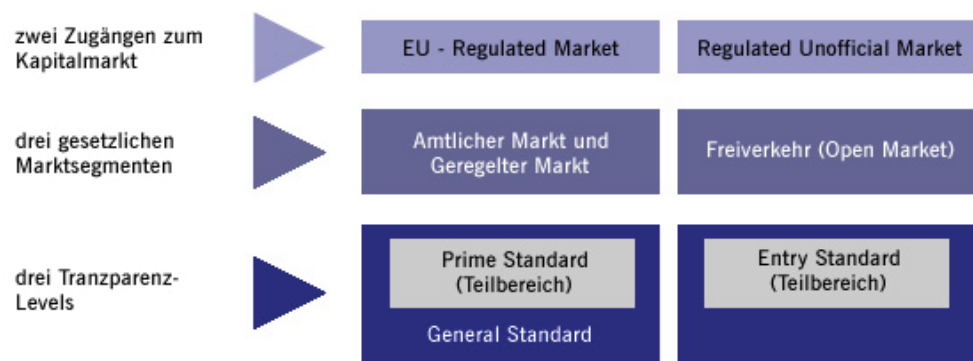 zwei Zugängen zum
Kapitalmarkt
EU - Regulated Market
Regulated Unofficial Market
drei gesetzlichen
Marktsegmenten
Amtlicher Markt und
Geregelter Markt
Freiverkehr (Open Market)
drei Tranzparenz-
Levels
Prime Standard
(Teilbereich)
General Standard
Entry Standard
(Teilbereich)